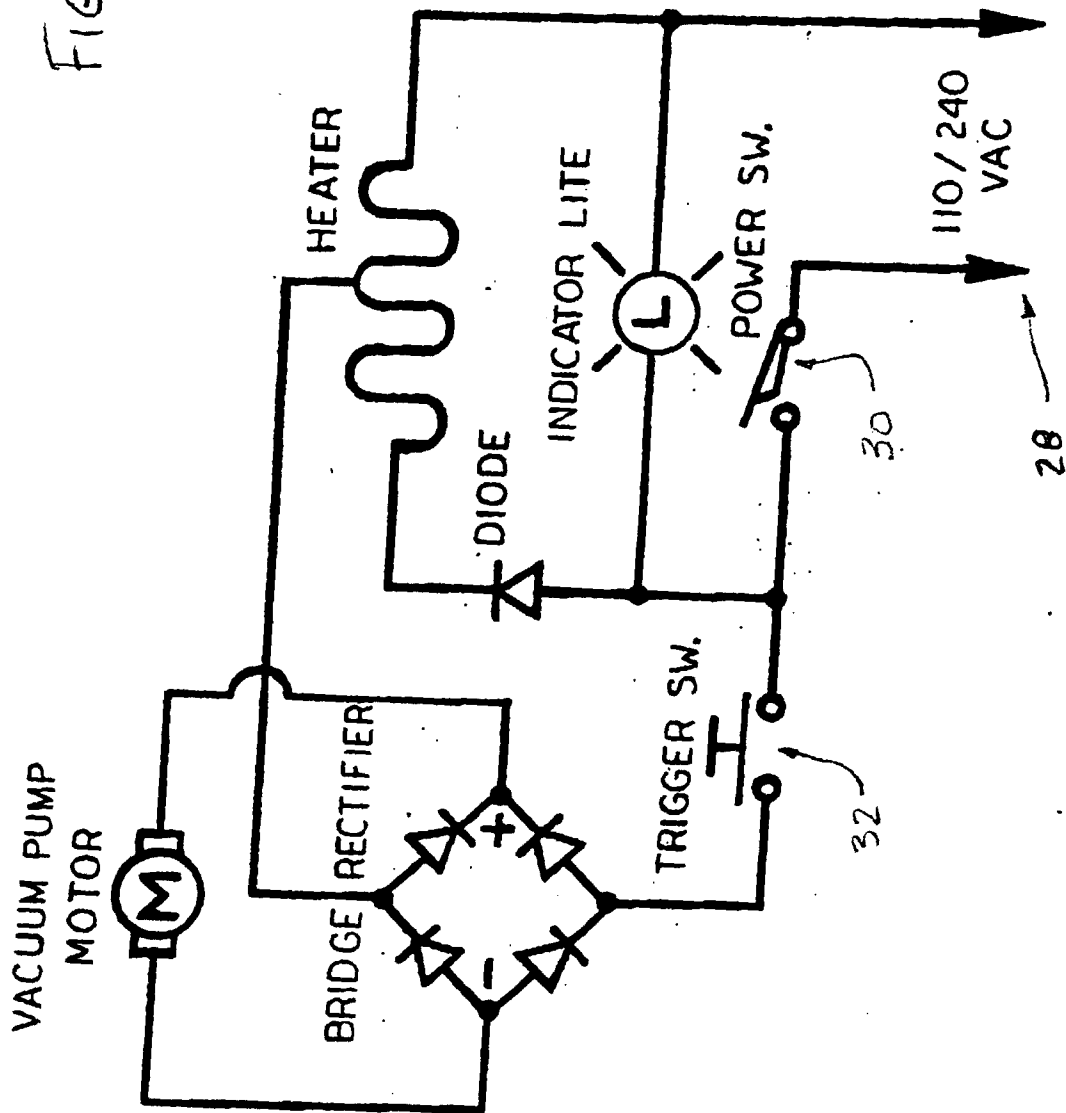 FIG
VACUUM PUMP
MOTOR
M
BRIDGE RECTIFIER
+
-
HEATER
DIODE
INDICATOR LITE
L
POWER SW.
TRIGGER SW.
110/240
VAC
30
32
28